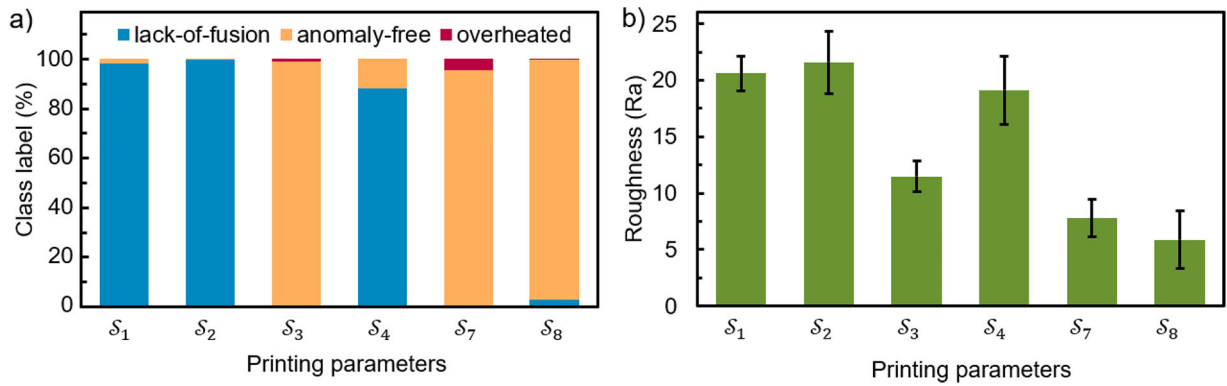 a)
lack-of-fusion anomaly-free overheated
100
80
60
40
20
0
Class label (%)
S1 S2 S3 S4 S7 S8
Printing parameters
b)
25
20
15
10
5
0
Roughness (Ra)
S1 S2 S3 S4 S7 S8
Printing parameters